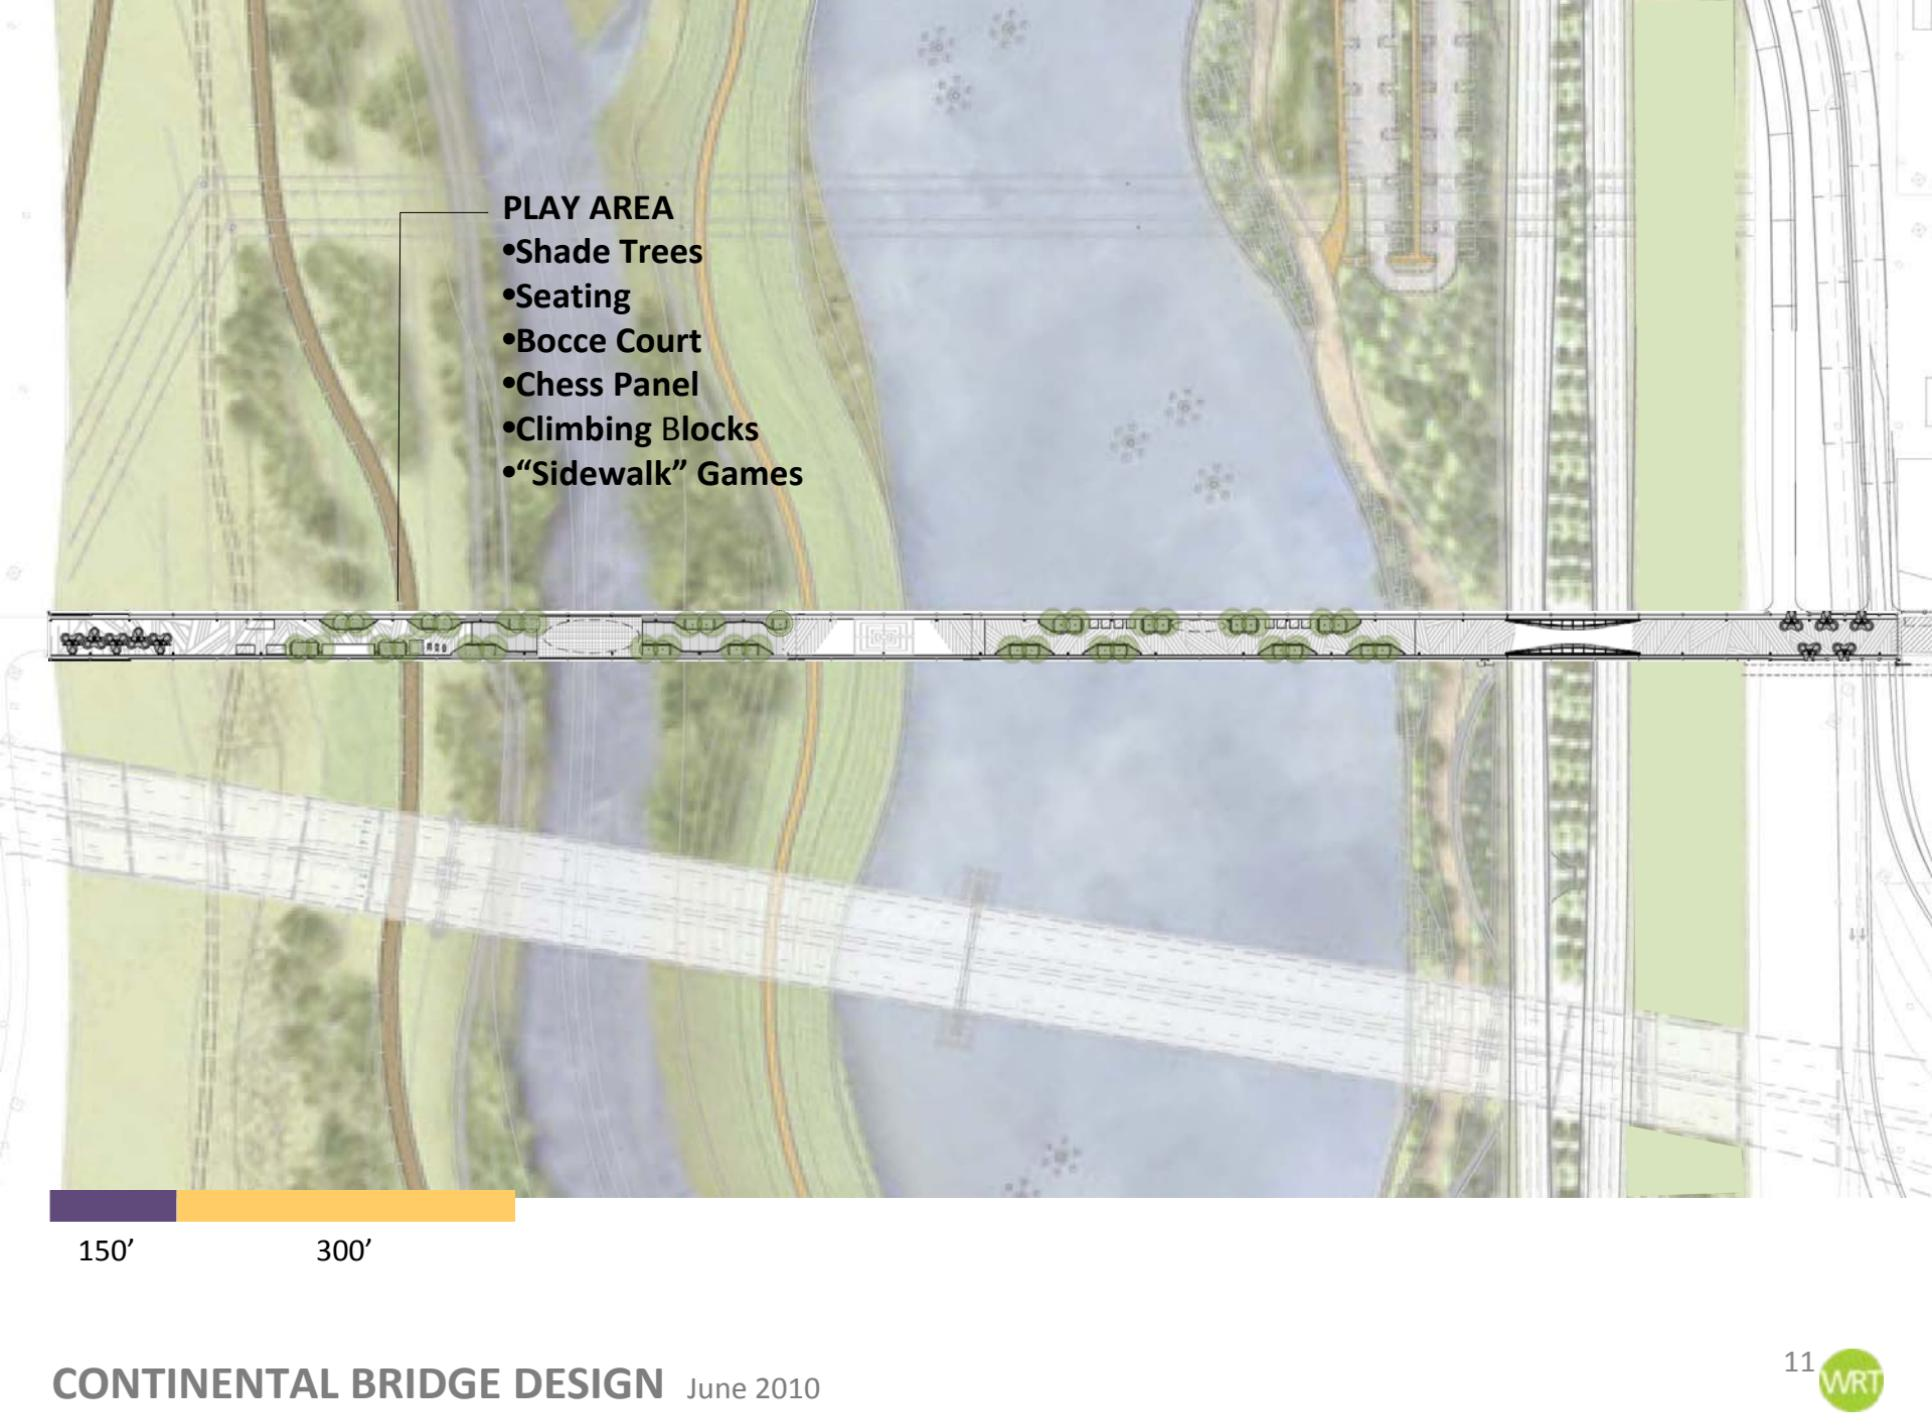 PLAY AREA
•Shade Trees
•Seating
•Bocce Court
•Chess Panel
•Climbing Blocks
•“Sidewalk” Games
150’ 300’
CONTINENTAL BRIDGE DESIGN June 2010
11
WRT